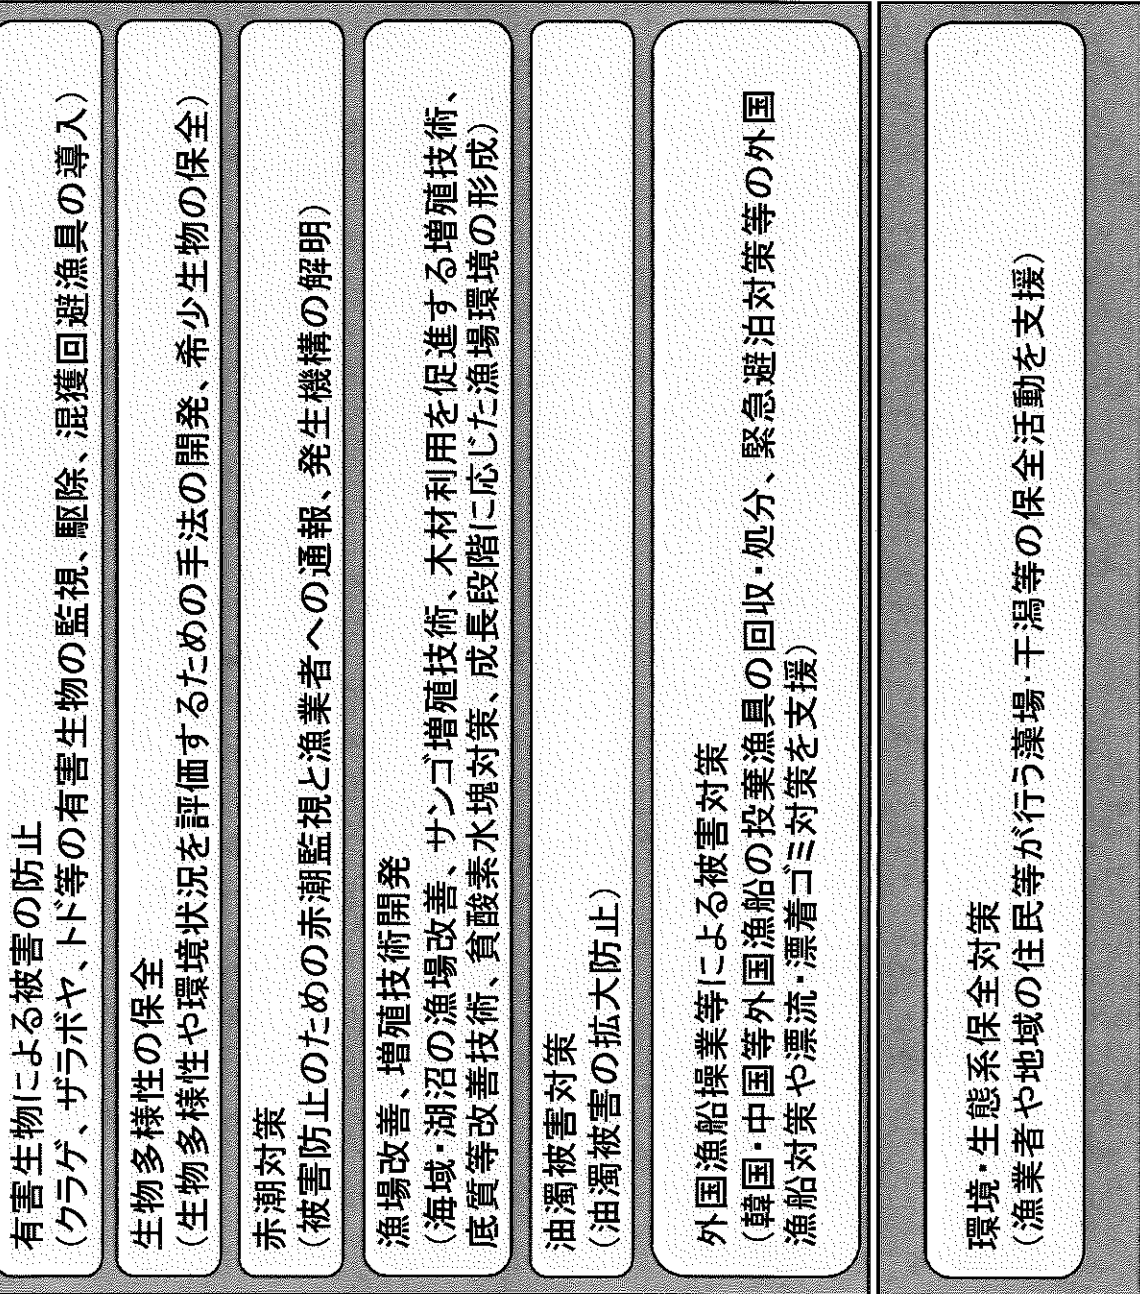 有害生物による被害の防止
(クラゲ、ザラボヤ、トド等の有害生物の監視、駆除、混獲回避漁具の導入)
生物多様性の保全
(生物多様性や環境状況を評価するための手法の開発、希少生物の保全)
赤潮対策
(被害防止のための赤潮監視と漁業者への通報、発生機構の解明)
漁場改善、増殖技術開発
(海域・湖沼の漁場改善、サンゴ増殖技術、木材利用を促進する増殖技術、
底質等改善技術、貧酸素水塊対策、成長段階に応じた漁場環境の形成)
油濁被害対策
(油濁被害の拡大防止)
外国漁船操業等による被害対策
(韓国・中国等外国漁船の投棄漁具の回収・処分、緊急避泊対策等の外国
漁船対策や漂流・漂着ゴミ対策を支援)
環境・生態系保全対策
(漁業者や地域の住民等が行う藻場・干潟等の保全活動を支援)